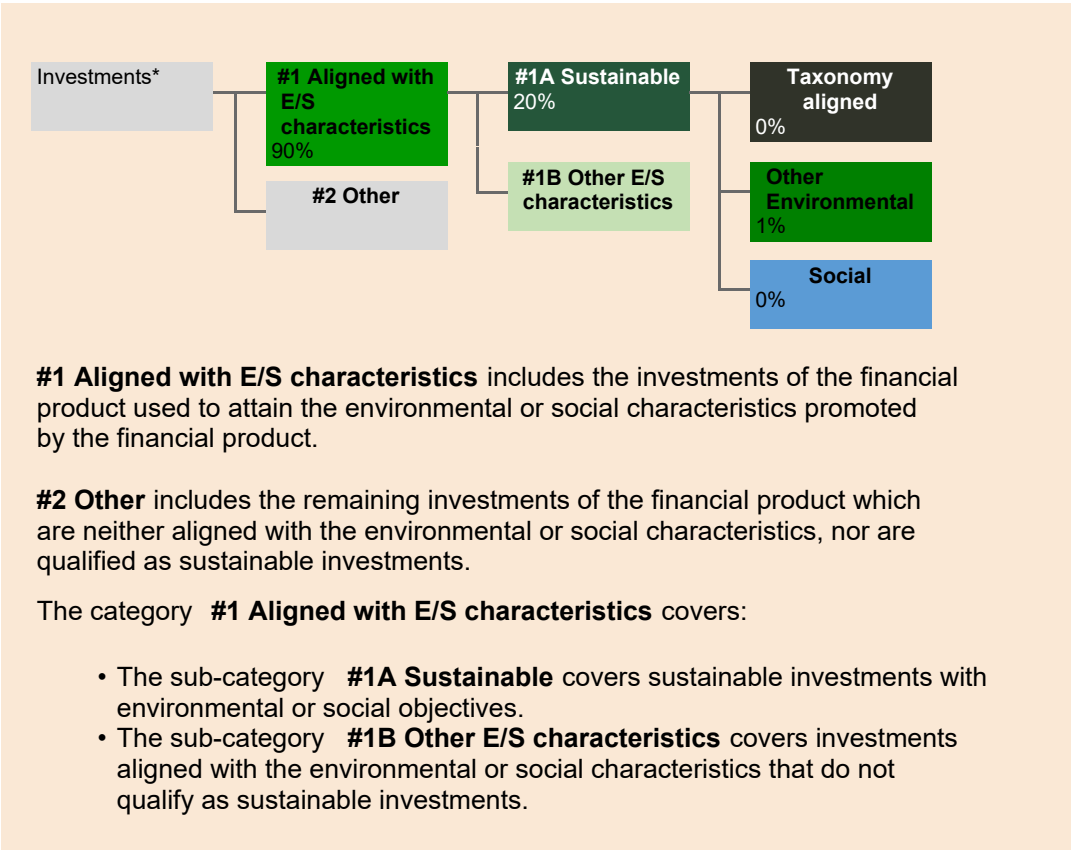 Investments*
#1 Aligned with
E/S
characteristics
90%
#2 Other
#1A Sustainable
20%
#1B Other E/S
characteristics
Taxonomy
aligned
0%
Other
Environmental
1%
Social
0%
#1 Aligned with E/S characteristics includes the investments of the financial
product used to attain the environmental or social characteristics promoted
by the financial product.
#2 Other includes the remaining investments of the financial product which
are neither aligned with the environmental or social characteristics, nor are
qualified as sustainable investments.
The category #1 Aligned with E/S characteristics covers:
• The sub-category #1A Sustainable covers sustainable investments with
environmental or social objectives.
• The sub-category #1B Other E/S characteristics covers investments
aligned with the environmental or social characteristics that do not
qualify as sustainable investments.